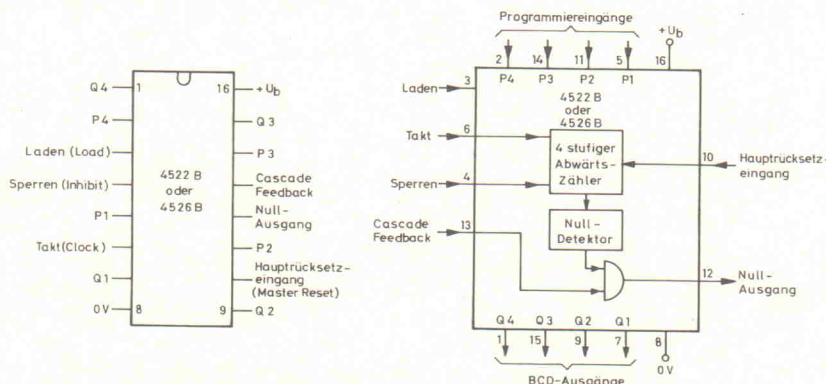 Q4
1
16
+Ub
P4
Q3
Laden (Load)
P3
Sperren (Inhibit)
4522 B
oder
4526B
Cascade
Feedback
P1
Null-
Ausgang
Takt(Clock)
P2
Q1
Hauptrücksetz-
eingang
(Master Reset)
0V
8
9
Q2
Programmiereingänge
+Ub
2
14
11
5
16
P4
P3
P2
P1
Laden
3
4522 B
oder
4526B
Takt
6
4 stufiger
Abwärts-
Zähler
10
Hauptrücksetz-
eingang
Sperren
4
Cascade
Feedback
13
Null-
Detektor
12
Null-
Ausgang
Q4
Q3
Q2
Q1
1
15
9
7
8
0V
BCD-Ausgänge